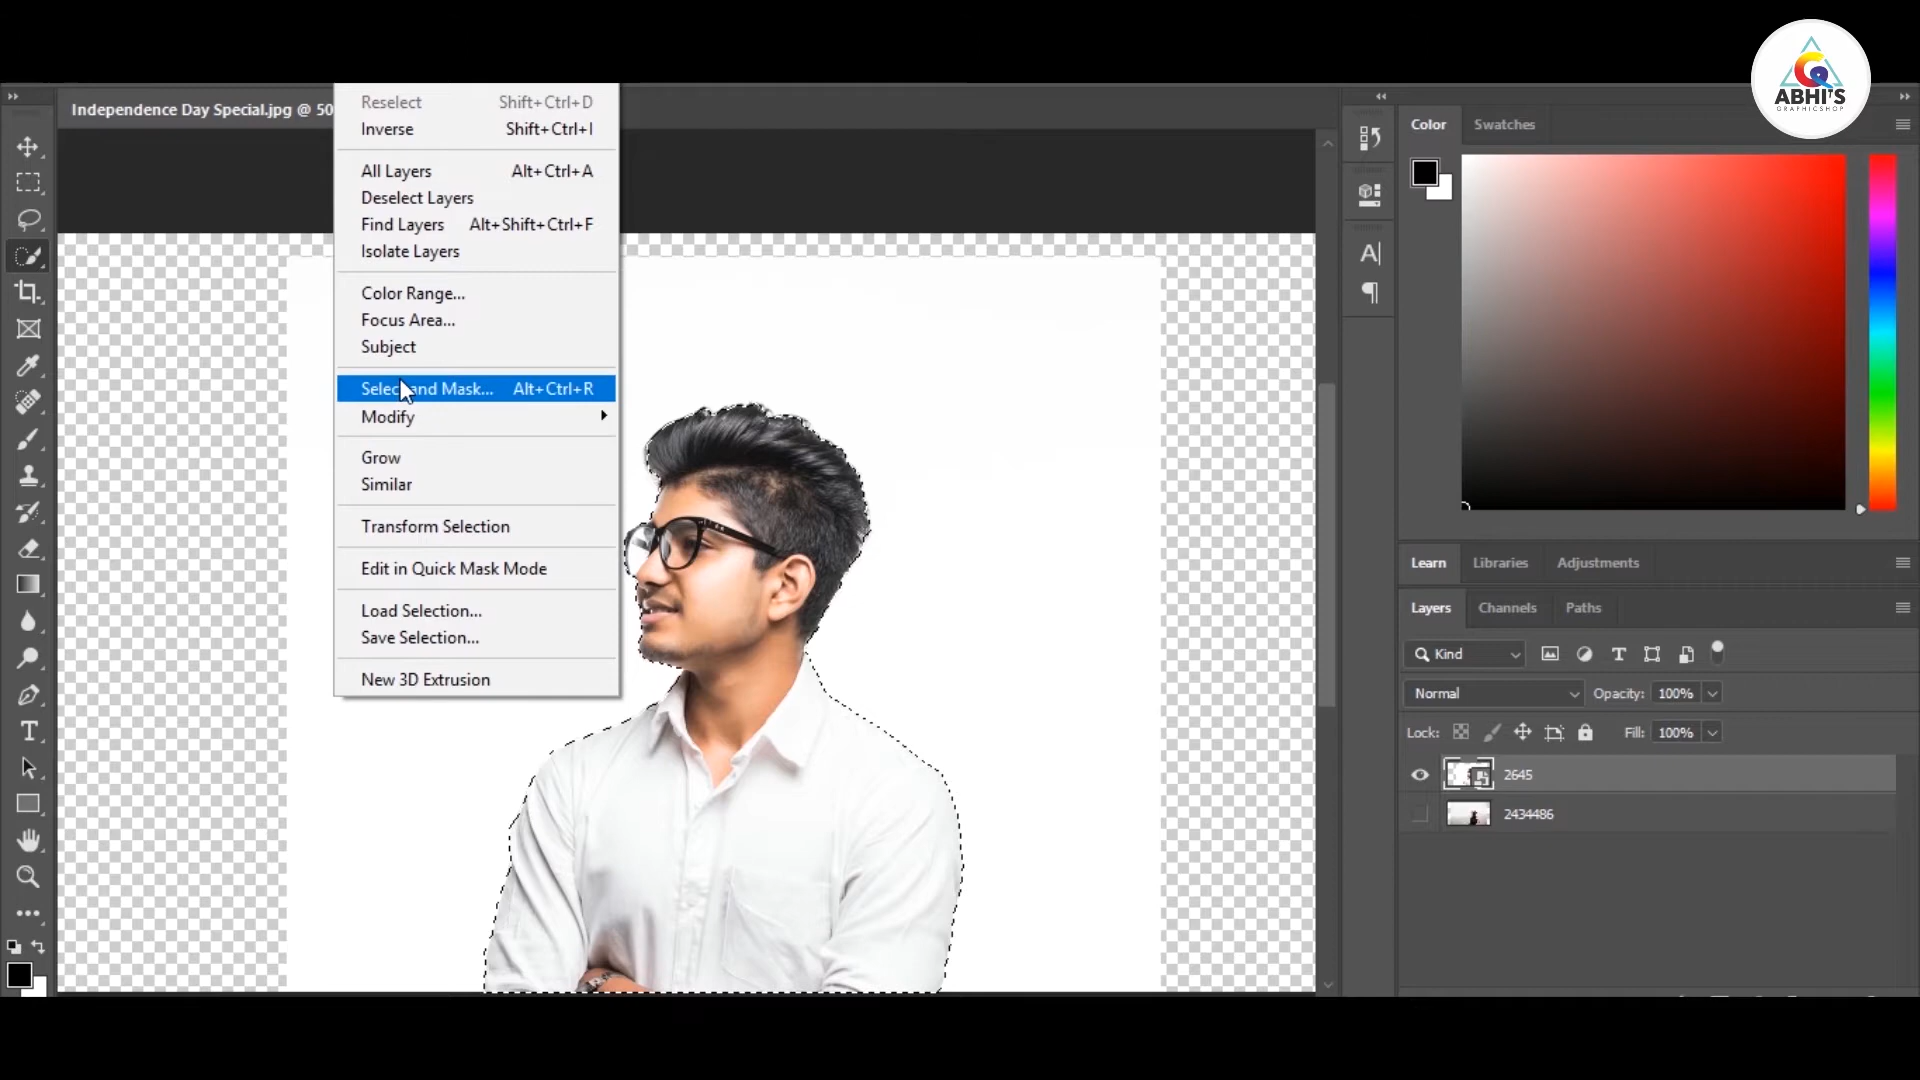 ABHI'S
GRAPHICSHOP
Independence Day Special.jpg @ 50
Reselect Shift+Ctrl+D
Inverse Shift+Ctrl+I
All Layers Alt+Ctrl+A
Deselect Layers
Find Layers Alt+Shift+Ctrl+F
Isolate Layers
Color Range...
Focus Area...
Subject
Select and Mask... Alt+Ctrl+R
Modify
Grow
Similar
Transform Selection
Edit in Quick Mask Mode
Load Selection...
Save Selection...
New 3D Extrusion
Color Swatches
Learn Libraries Adjustments
Layers Channels Paths
Kind
Normal Opacity: 100%
Lock: Fill: 100%
2645
2434486